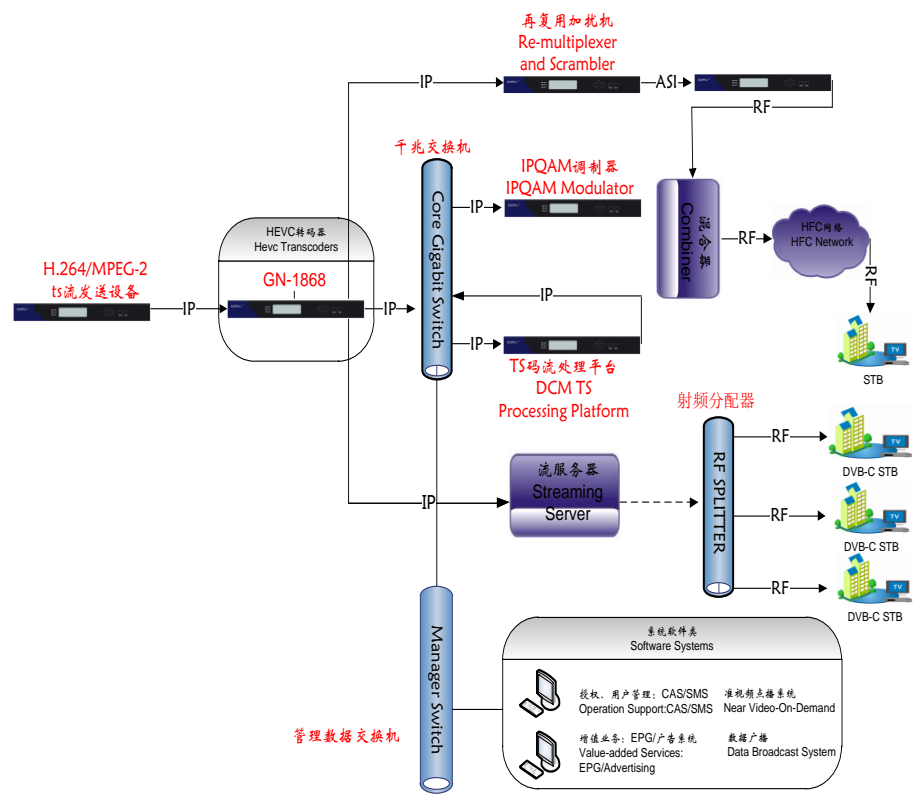 再复用加扰机
Re-multiplexer
and Scrambler
IP
ASI
RF
千兆交换机
IPQAM调制器
IPQAM Modulator
Core Gigabit Switch
IP
混合器
Combiner
RF
HFC网络
HFC Network
RF
HEVC转码器
Hevc Transcoders
GN-1868
H.264/MPEG-2
ts流发送设备
IP
IP
IP
IP
TS码流处理平台
DCM TS
Processing Platform
TV
STB
射频分配器
RF SPLITTER
RF
TV
DVB-C STB
流服务器
Streaming
Server
IP
RF
TV
DVB-C STB
RF
TV
DVB-C STB
Manager Switch
管理数据交换机
系统软件类
Software Systems
授权、用户管理：CAS/SMS
Operation Support:CAS/SMS
准视频点播系统
Near Video-On-Demand
增值业务：EPG/广告系统
Value-added Services:
EPG/Advertising
数据广播
Data Broadcast System